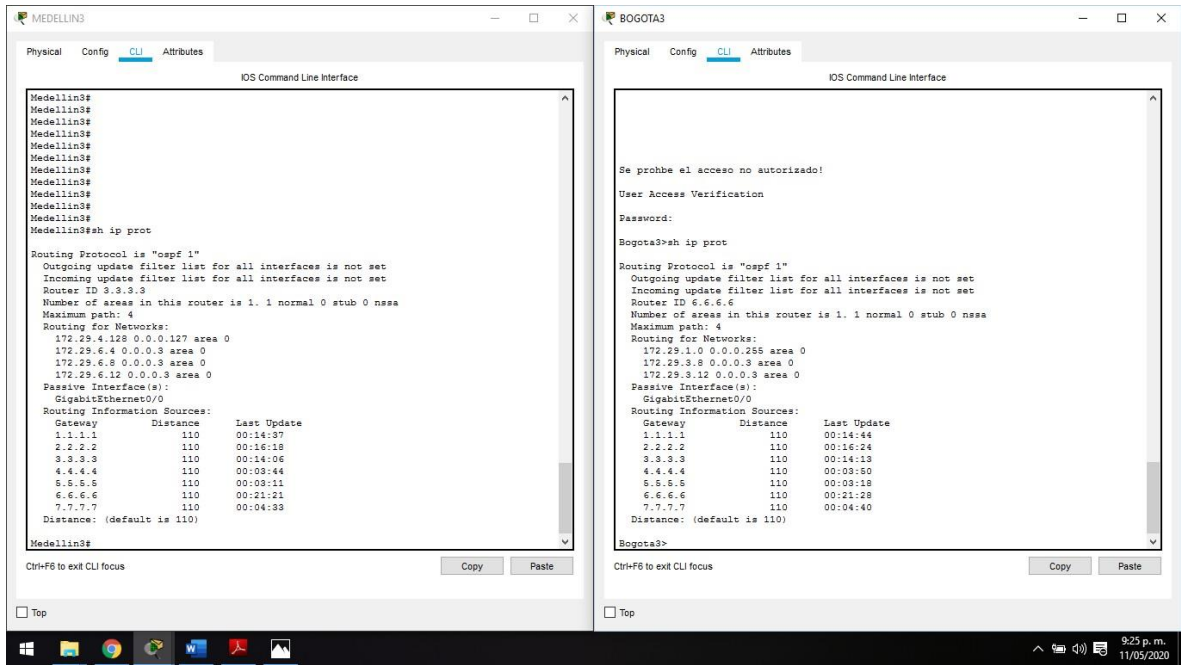 MEDELLIN3
Physical Config CLI Attributes
IOS Command Line Interface
Medellin3#
Medellin3#
Medellin3#
Medellin3#
Medellin3#
Medellin3#
Medellin3#
Medellin3#
Medellin3#
Medellin3#
Medellin3#
Medellin3#sh ip prot
Routing Protocol is "ospf 1"
Outgoing update filter list for all interfaces is not set
Incoming update filter list for all interfaces is not set
Router ID 3.3.3.3
Number of areas in this router is 1. 1 normal 0 stub 0 nssa
Maximum path: 4
Routing for Networks:
172.29.4.128 0.0.0.127 area 0
172.29.6.4 0.0.0.3 area 0
172.29.6.8 0.0.0.3 area 0
172.29.6.12 0.0.0.3 area 0
Passive Interface(s):
GigabitEthernet0/0
Routing Information Sources:
Gateway Distance Last Update
1.1.1.1 110 00:14:37
2.2.2.2 110 00:16:18
3.3.3.3 110 00:14:06
4.4.4.4 110 00:03:44
5.5.5.5 110 00:03:11
6.6.6.6 110 00:21:21
7.7.7.7 110 00:04:33
Distance: (default is 110)
Medellin3#
Ctrl+F6 to exit CLI focus
Copy Paste
Top
BOGOTA3
Physical Config CLI Attributes
IOS Command Line Interface
Se prohbe el acceso no autorizado!
User Access Verification
Password:
Bogota3>sh ip prot
Routing Protocol is "ospf 1"
Outgoing update filter list for all interfaces is not set
Incoming update filter list for all interfaces is not set
Router ID 6.6.6.6
Number of areas in this router is 1. 1 normal 0 stub 0 nssa
Maximum path: 4
Routing for Networks:
172.29.1.0 0.0.0.255 area 0
172.29.3.8 0.0.0.3 area 0
172.29.3.12 0.0.0.3 area 0
Passive Interface(s):
GigabitEthernet0/0
Routing Information Sources:
Gateway Distance Last Update
1.1.1.1 110 00:14:44
2.2.2.2 110 00:16:24
3.3.3.3 110 00:14:13
4.4.4.4 110 00:03:50
5.5.5.5 110 00:03:18
6.6.6.6 110 00:21:28
7.7.7.7 110 00:04:40
Distance: (default is 110)
Bogota3>
Ctrl+F6 to exit CLI focus
Copy Paste
Top
9:25 p. m.
11/05/2020